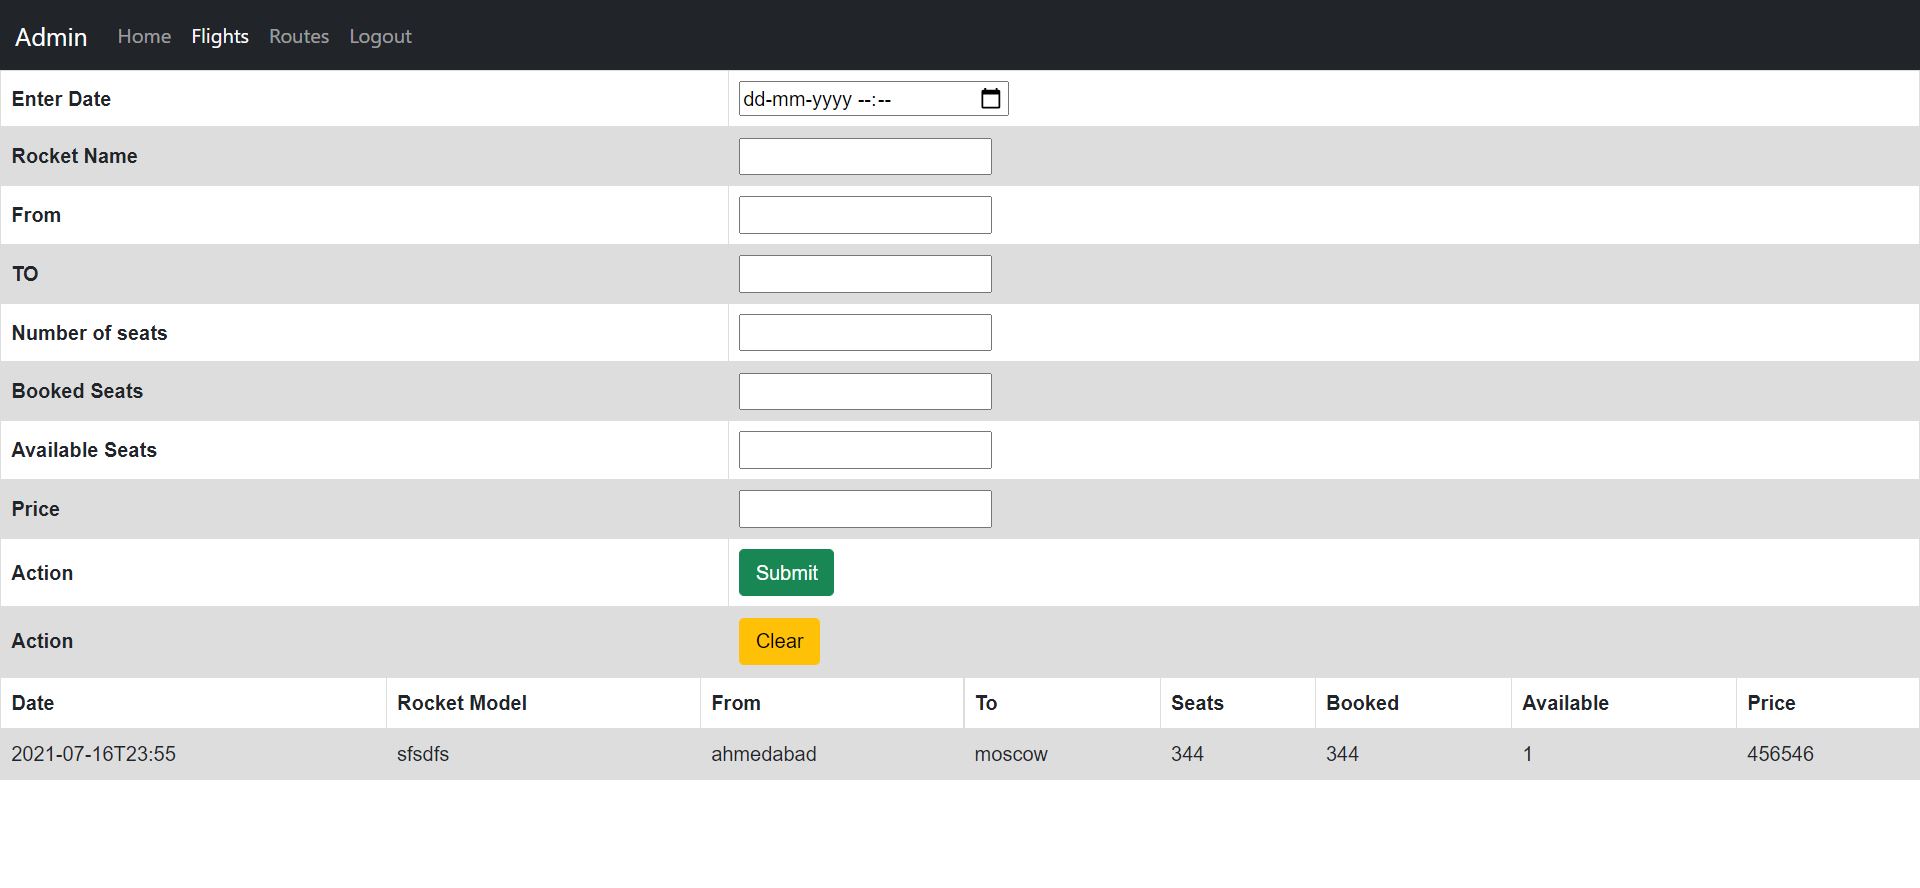 Admin Home Flights Routes Logout
Enter Date dd-mm-yyyy --:--
Rocket Name
From
TO
Number of seats
Booked Seats
Available Seats
Price
Action Submit
Action Clear
Date Rocket Model From To Seats Booked Available Price
2021-07-16T23:55 sfsdfs ahmedabad moscow 344 344 1 456546